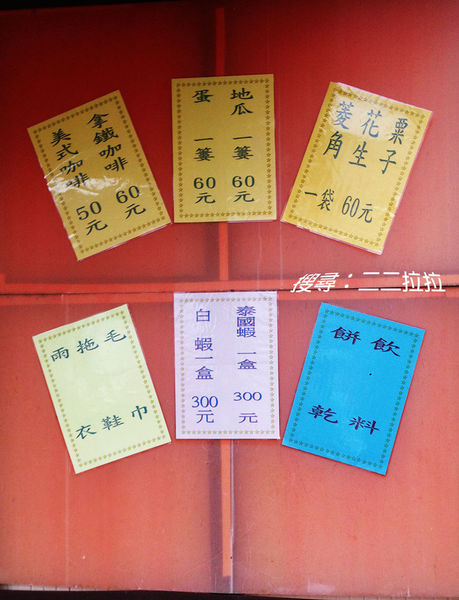 拿鐵咖啡 60元
美式咖啡 50元
地瓜 一簍 60元
蛋 一簍 60元
粟子
花生
菱角
一袋 60元
搜尋：二二拉拉
毛巾
拖鞋
雨衣
泰國蝦 一盒 300元
白蝦 一盒 300元
飲料
餅乾